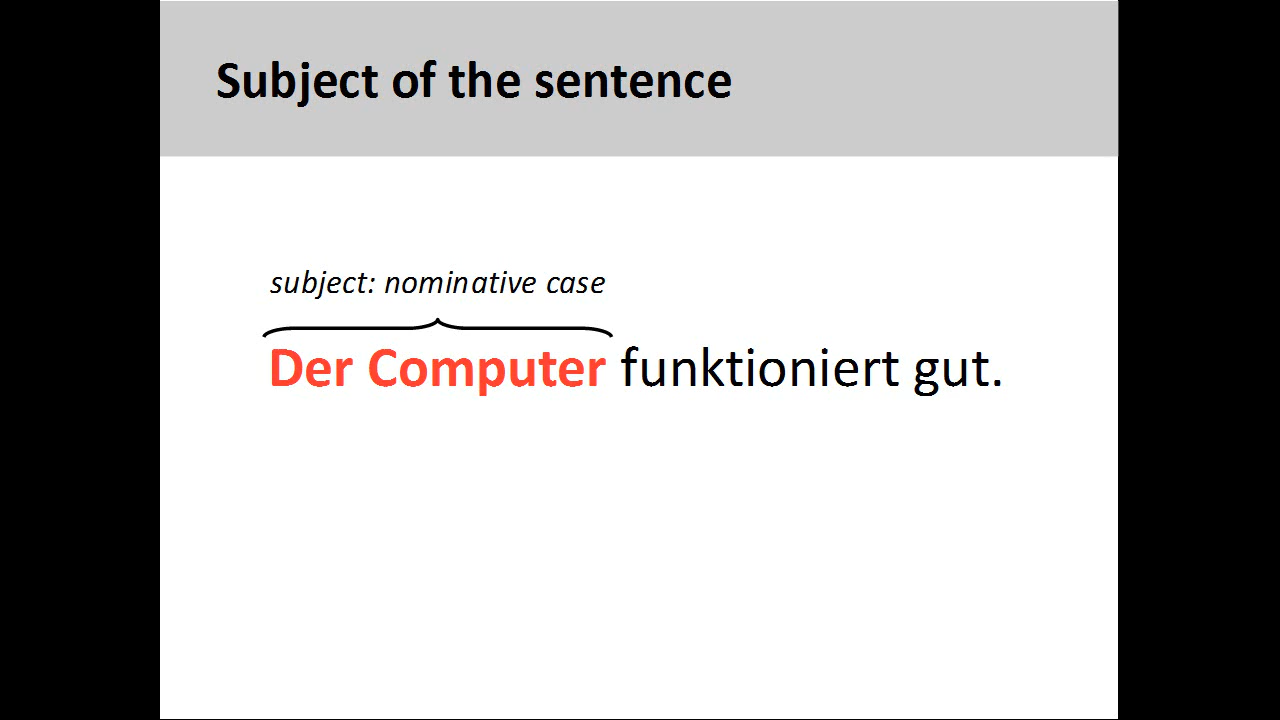 Subject of the sentence
subject: nominative case
Der Computer funktioniert gut.